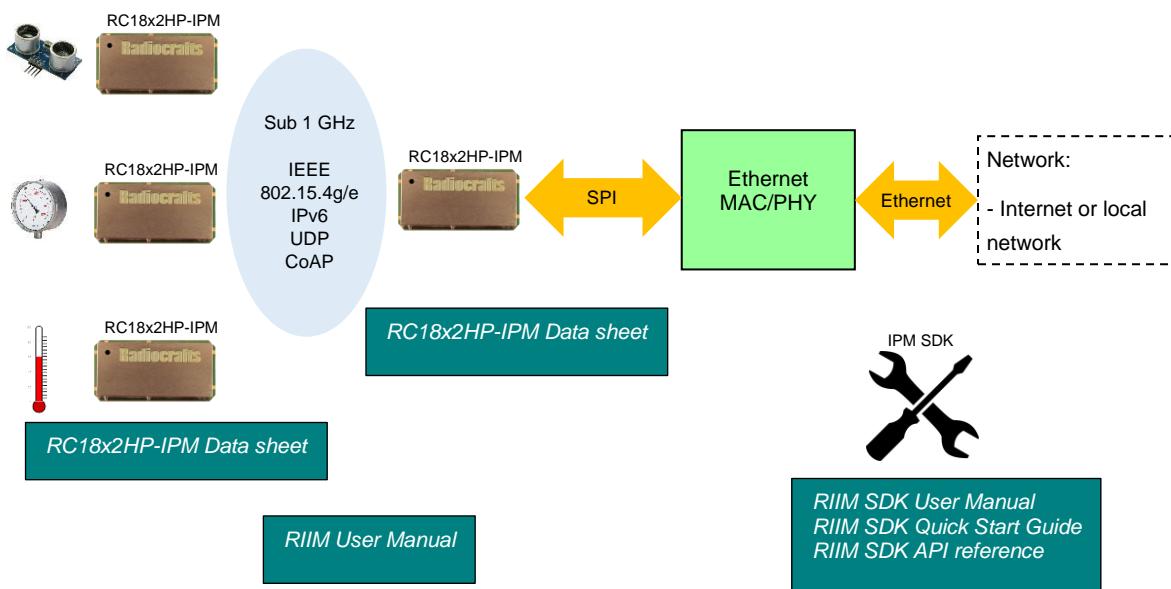 RC18x2HP-IPM
Radiocrafts
RC18x2HP-IPM
Radiocrafts
RC18x2HP-IPM
Radiocrafts
RC18x2HP-IPM Data sheet
Sub 1 GHz
IEEE
802.15.4g/e
IPv6
UDP
CoAP
RC18x2HP-IPM
Radiocrafts
RC18x2HP-IPM Data sheet
SPI
Ethernet
MAC/PHY
Ethernet
Network:
- Internet or local
network
IPM SDK
RIIM User Manual
RIIM SDK User Manual
RIIM SDK Quick Start Guide
RIIM SDK API reference